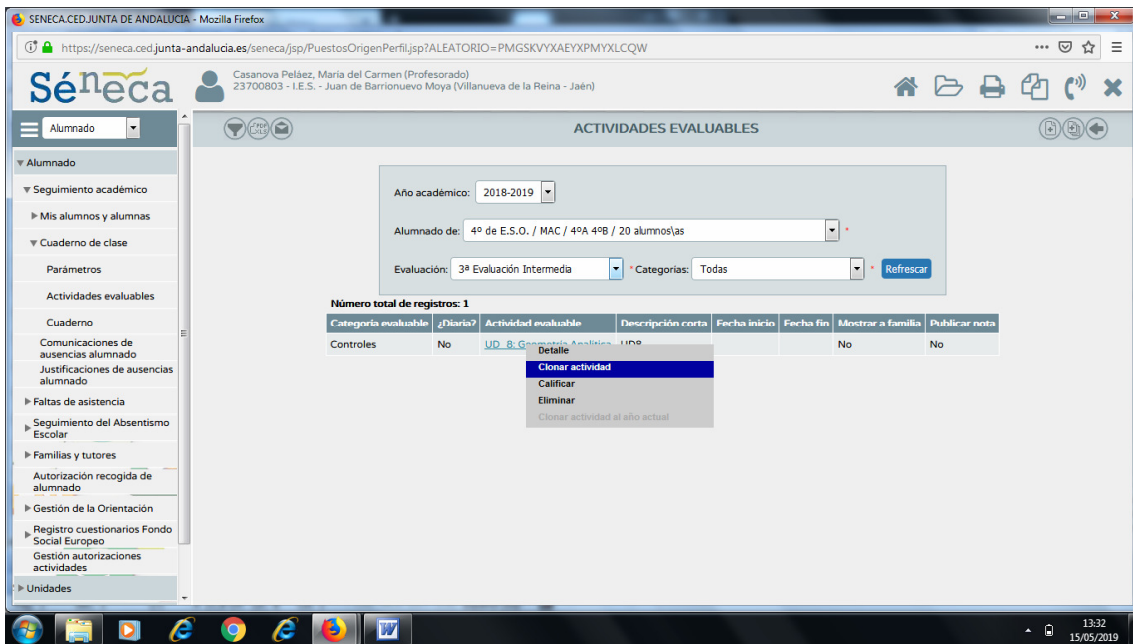 SENECA.CED.JUNTA DE ANDALUCÍA - Mozilla Firefox
https://seneca.ced.junta-andalucia.es/seneca/jsp/PuestosOrigenPerfil.jsp?ALEATORIO=PMGSKVYXAEYXPMYXLCQW
Séneca
Casanova Peláez, María del Carmen (Profesorado)
23700803 - I.E.S. - Juan de Barrionuevo Moya (Villanueva de la Reina - Jaén)
Alumnado
ACTIVIDADES EVALUABLES
Alumnado
Seguimiento académico
Mis alumnos y alumnas
Cuaderno de clase
Parámetros
Actividades evaluables
Cuaderno
Comunicaciones de
ausencias alumnado
Justificaciones de ausencias
alumnado
Faltas de asistencia
Seguimiento del Absentismo
Escolar
Familias y tutores
Autorización recogida de
alumnado
Gestión de la Orientación
Registro cuestionarios Fondo
Social Europeo
Gestión autorizaciones
actividades
Unidades
Año académico: 2018-2019
Alumnado de: 4º de E.S.O. / MAC / 4ºA 4ºB / 20 alumnos\as *
Evaluación: 3ª Evaluación Intermedia * Categorías: Todas * Refrescar
Número total de registros: 1
Categoría evaluable ¿Diaria? Actividad evaluable Descripción corta Fecha inicio Fecha fin Mostrar a familia Publicar nota
Controles No UD_8: Geometría Analítica UD8 No No
Detalle
Clonar actividad
Calificar
Eliminar
Clonar actividad al año actual
13:32
15/05/2019